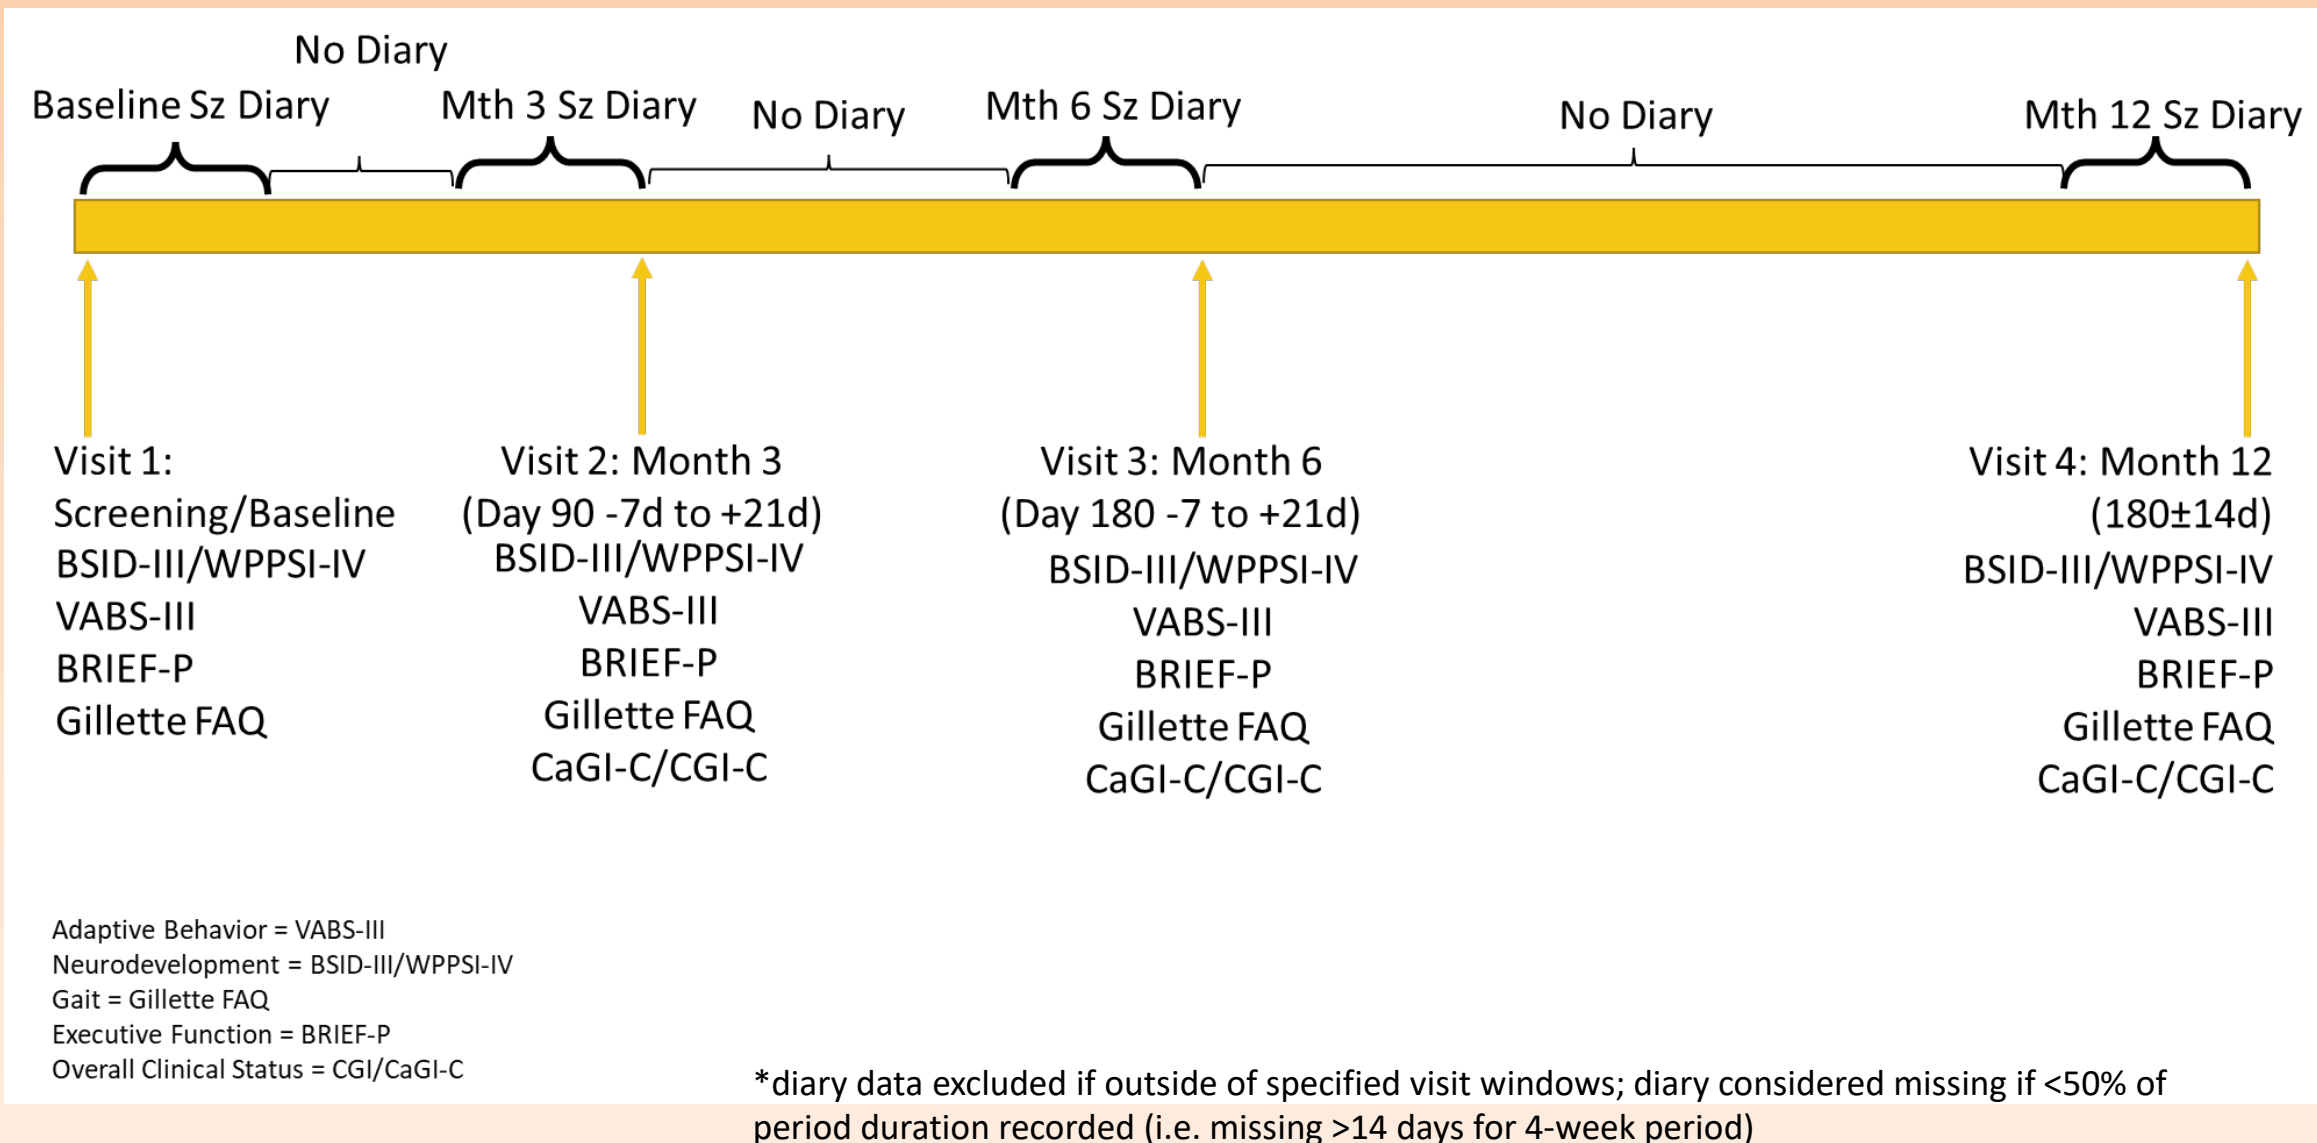 No Diary
Baseline Sz Diary
Mth 3 Sz Diary
No Diary
Mth 6 Sz Diary
No Diary
Mth 12 Sz Diary
Visit 1:
Screening/Baseline
BSID-III/WPPSI-IV
VABS-III
BRIEF-P
Gillette FAQ
Visit 2: Month 3
(Day 90 -7d to +21d)
BSID-III/WPPSI-IV
VABS-III
BRIEF-P
Gillette FAQ
CaGI-C/CGI-C
Visit 3: Month 6
(Day 180 -7 to +21d)
BSID-III/WPPSI-IV
VABS-III
BRIEF-P
Gillette FAQ
CaGI-C/CGI-C
Visit 4: Month 12
(180±14d)
BSID-III/WPPSI-IV
VABS-III
BRIEF-P
Gillette FAQ
CaGI-C/CGI-C
Adaptive Behavior = VABS-III
Neurodevelopment = BSID-III/WPPSI-IV
Gait = Gillette FAQ
Executive Function = BRIEF-P
Overall Clinical Status = CGI/CaGI-C
*diary data excluded if outside of specified visit windows; diary considered missing if <50% of
period duration recorded (i.e. missing >14 days for 4-week period)